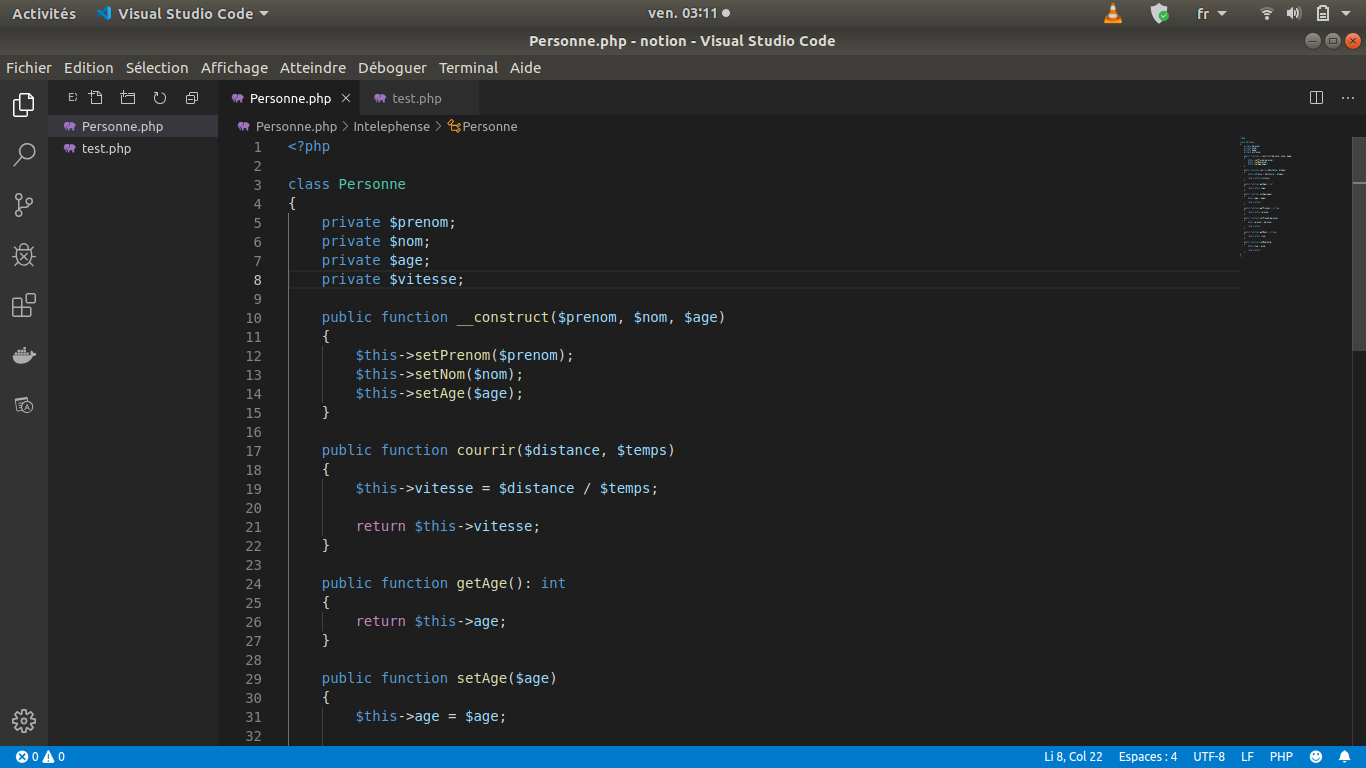 Activités Visual Studio Code ven. 03:11 fr
Personne.php - notion - Visual Studio Code
Fichier Edition Sélection Affichage Atteindre Déboguer Terminal Aide
E) Personne.php test.php
Personne.php
test.php
Personne.php > Intelephense > Personne
1 <?php
2
3 class Personne
4 {
5 private $prenom;
6 private $nom;
7 private $age;
8 private $vitesse;
9
10 public function __construct($prenom, $nom, $age)
11 {
12 $this->setPrenom($prenom);
13 $this->setNom($nom);
14 $this->setAge($age);
15 }
16
17 public function courrir($distance, $temps)
18 {
19 $this->vitesse = $distance / $temps;
20
21 return $this->vitesse;
22 }
23
24 public function getAge(): int
25 {
26 return $this->age;
27 }
28
29 public function setAge($age)
30 {
31 $this->age = $age;
32
0 0 Li 8, Col 22 Espaces : 4 UTF-8 LF PHP